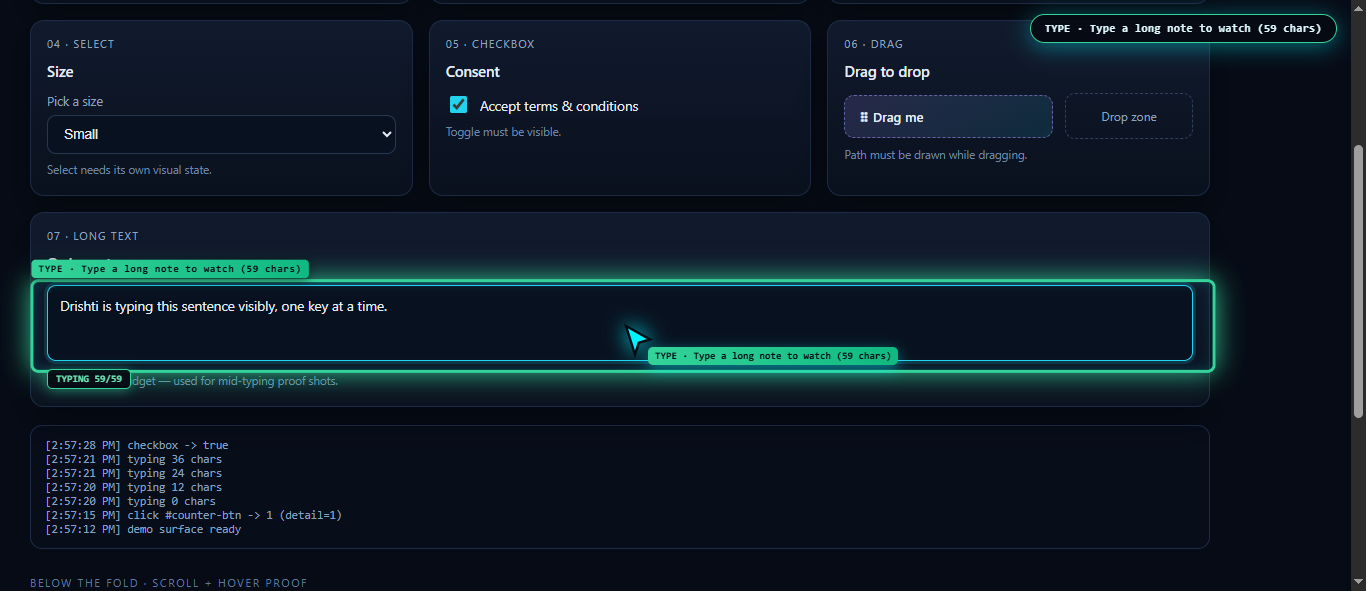 TYPE · Type a long note to watch (59 chars)
04 · SELECT
Size
Pick a size
Small
Select needs its own visual state.
05 · CHECKBOX
Consent
Accept terms & conditions
Toggle must be visible.
06 · DRAG
Drag to drop
⠿ Drag me
Drop zone
Path must be drawn while dragging.
07 · LONG TEXT
TYPE · Type a long note to watch (59 chars)
Drishti is typing this sentence visibly, one key at a time.
TYPE · Type a long note to watch (59 chars)
TYPING 59/59
dget — used for mid-typing proof shots.
[2:57:28 PM] checkbox -> true
[2:57:21 PM] typing 36 chars
[2:57:21 PM] typing 24 chars
[2:57:20 PM] typing 12 chars
[2:57:20 PM] typing 0 chars
[2:57:15 PM] click #counter-btn -> 1 (detail=1)
[2:57:12 PM] demo surface ready
BELOW THE FOLD · SCROLL + HOVER PROOF